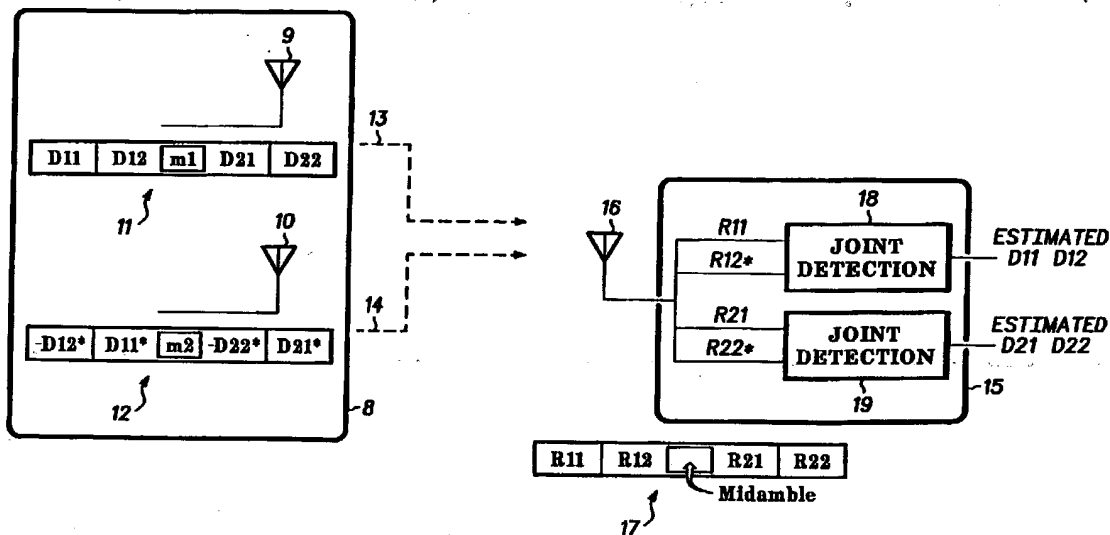 9
13
D11 D12 m1 D21 D22
11
10
14
-D12* D11* m2 -D22* D21*
12
8
16
18
R11
R12*
JOINT
DETECTION
ESTIMATED
D11 D12
R21
R22*
JOINT
DETECTION
ESTIMATED
D21 D22
19
15
R11 R12 R21 R22
Midamble
17